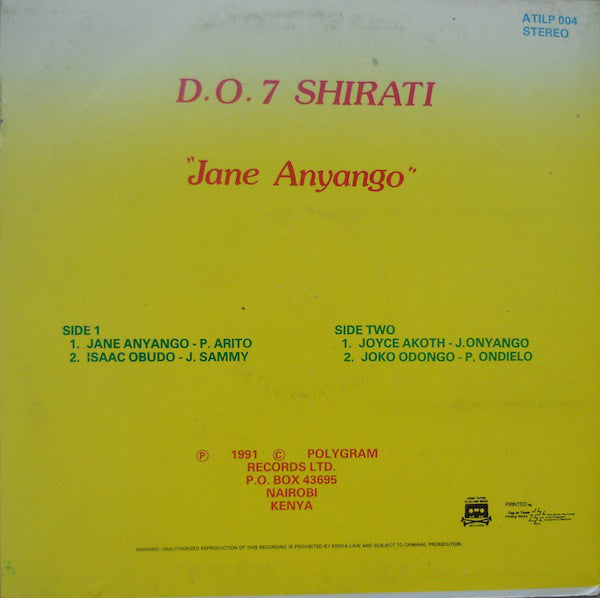 ATILP 004
STEREO
D.O.7 SHIRATI
"Jane Anyango"
SIDE 1
1. JANE ANYANGO - P. ARITO
2. ISAAC OBUDO - J. SAMMY
SIDE TWO
1. JOYCE AKOTH - J.ONYANGO
2. JOKO ODONGO - P. ONDIELO
Ⓟ 1991 © POLYGRAM
RECORDS LTD.
P.O. BOX 43695
NAIROBI
KENYA
PRINTED by
WARNING: UNAUTHORIZED REPRODUCTION OF THIS RECORDING IS PROHIBITED BY KENYA LAW AND SUBJECT TO CRIMINAL PROSECUTION.